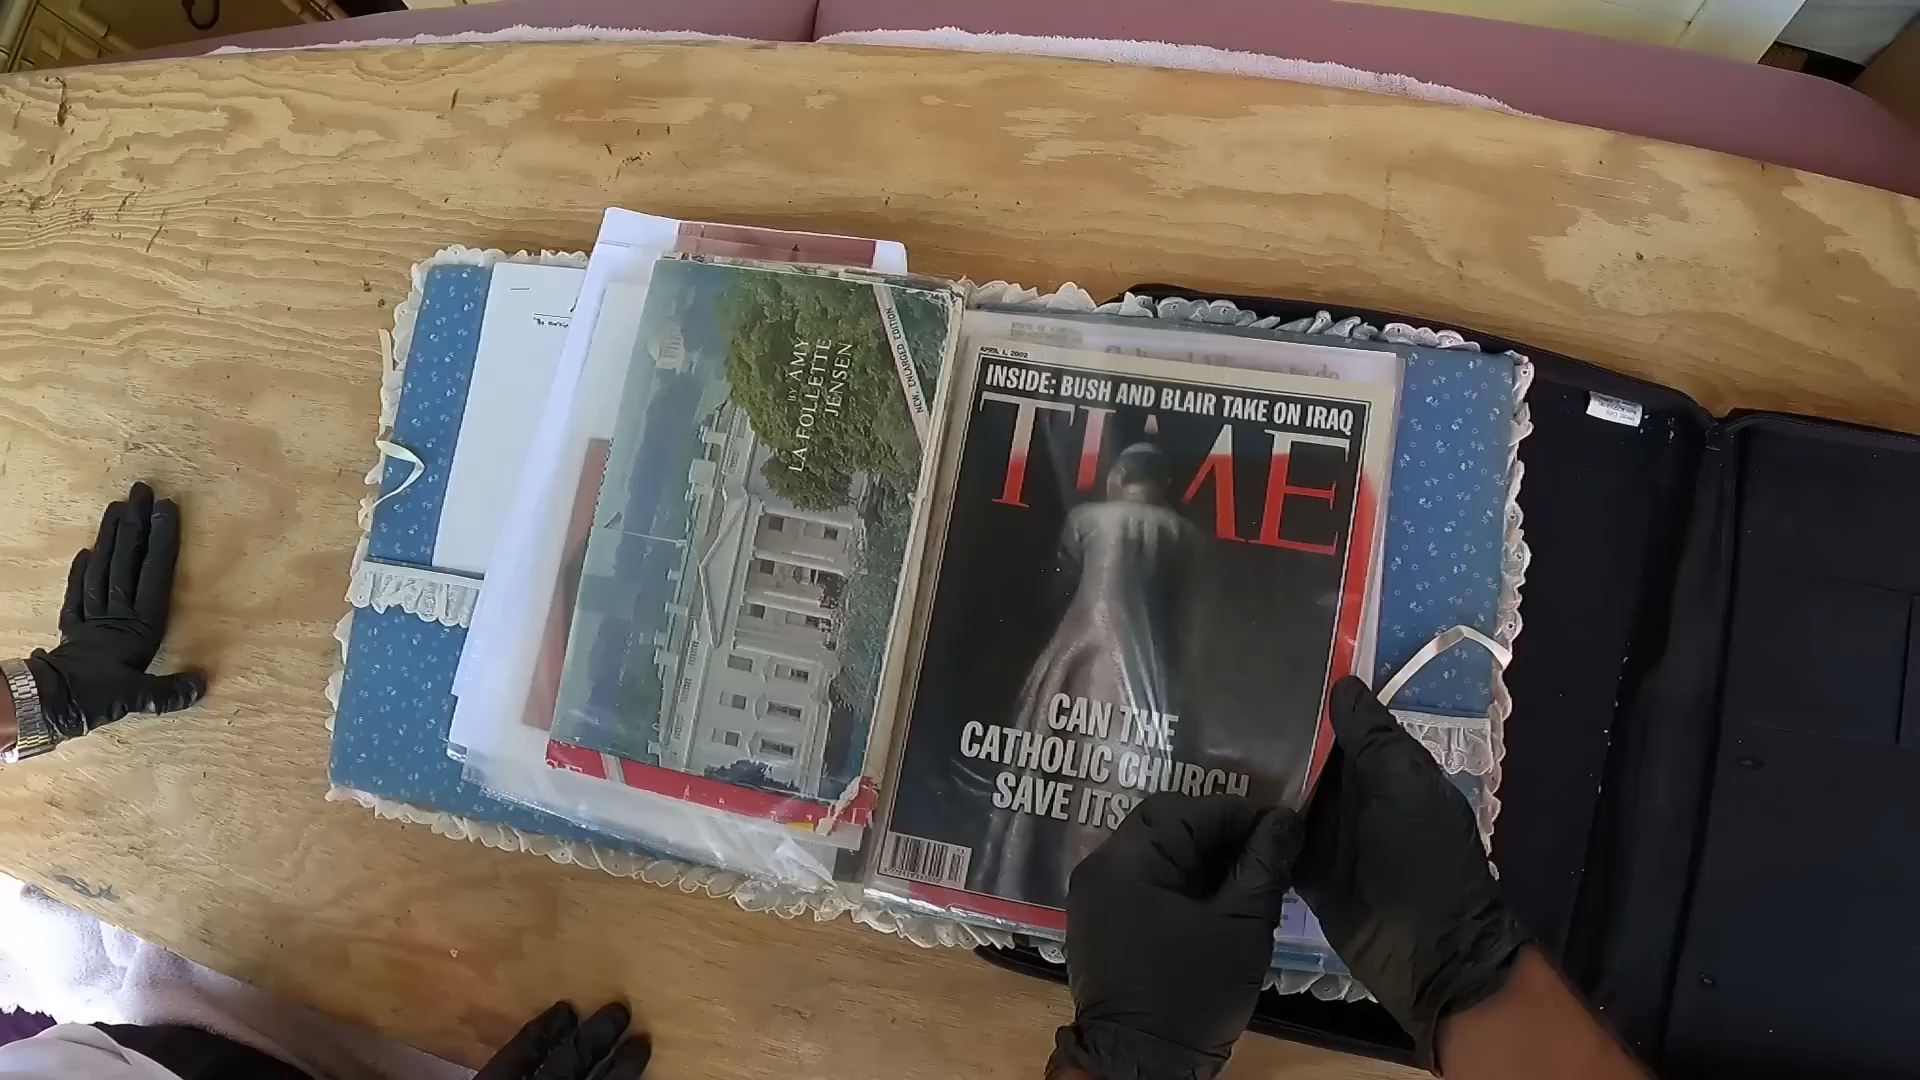 BY AMY
LA FOLLETTE
JENSEN
NEW, ENLARGED EDITION
APRIL 1, 2002
INSIDE: BUSH AND BLAIR TAKE ON IRAQ
TIME
CAN THE
CATHOLIC CHURCH
SAVE